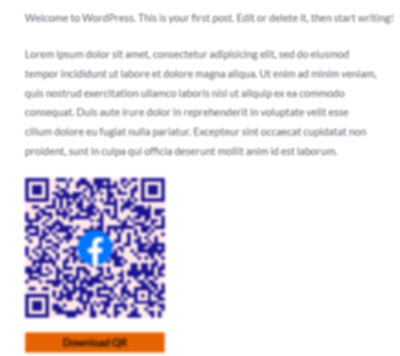 Welcome to WordPress. This is your first post. Edit or delete it, then start writing!
Lorem ipsum dolor sit amet, consectetur adipisicing elit, sed do eiusmod
tempor incididunt ut labore et dolore magna aliqua. Ut enim ad minim veniam,
quis nostrud exercitation ullamco laboris nisi ut aliquip ex ea commodo
consequat. Duis aute irure dolor in reprehenderit in voluptate velit esse
cillum dolore eu fugiat nulla pariatur. Excepteur sint occaecat cupidatat non
proident, sunt in culpa qui officia deserunt mollit anim id est laborum.
Download QR